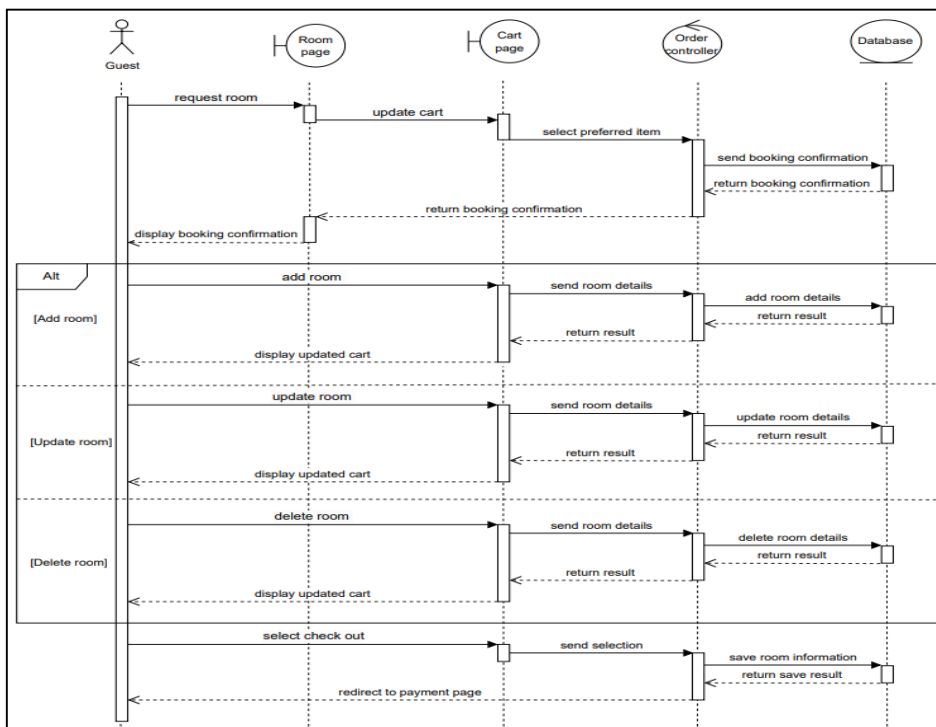 Guest
Room
page
Cart
page
Order
controller
Database
request room
update cart
select preferred item
send booking confirmation
return booking confirmation
return booking confirmation
display booking confirmation
Alt
[Add room]
add room
send room details
add room details
return result
return result
display updated cart
[Update room]
update room
send room details
update room details
return result
return result
display updated cart
[Delete room]
delete room
send room details
delete room details
return result
return result
display updated cart
select check out
send selection
save room information
return save result
redirect to payment page